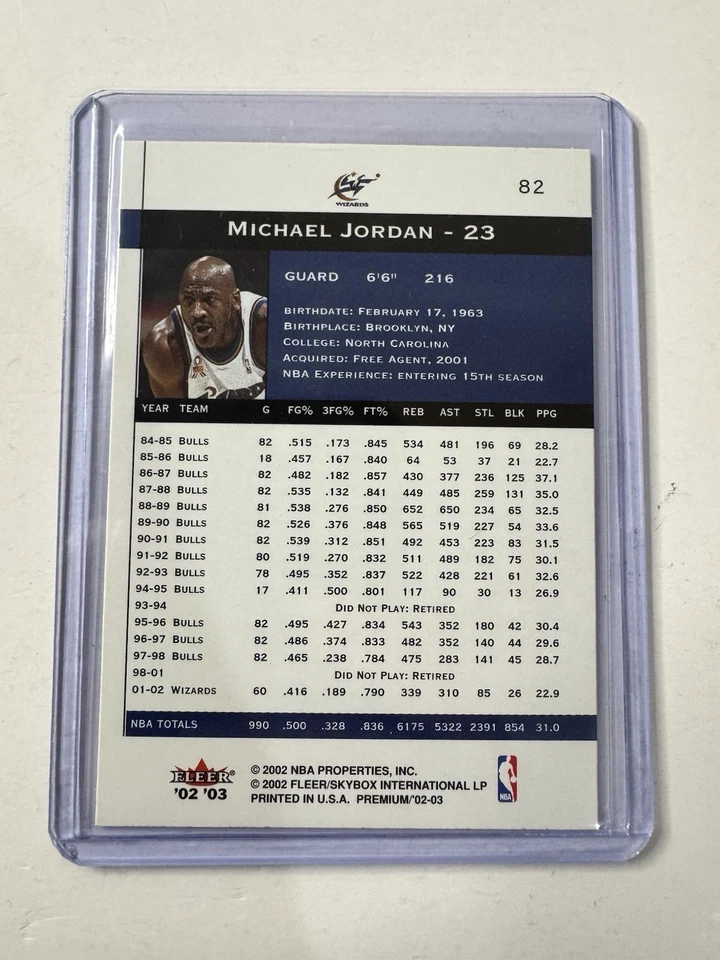 WIZARDS
82
MICHAEL JORDAN - 23
GUARD 6'6" 216
BIRTHDATE: FEBRUARY 17, 1963
BIRTHPLACE: BROOKLYN, NY
COLLEGE: NORTH CAROLINA
ACQUIRED: FREE AGENT, 2001
NBA EXPERIENCE: ENTERING 15TH SEASON
YEAR TEAM G FG% 3FG% FT% REB AST STL BLK PPG
84-85 BULLS 82 .515 .173 .845 534 481 196 69 28.2
85-86 BULLS 18 .457 .167 .840 64 53 37 21 22.7
86-87 BULLS 82 .482 .182 .857 430 377 236 125 37.1
87-88 BULLS 82 .535 .132 .841 449 485 259 131 35.0
88-89 BULLS 81 .538 .276 .850 652 650 234 65 32.5
89-90 BULLS 82 .526 .376 .848 565 519 227 54 33.6
90-91 BULLS 82 .539 .312 .851 492 453 223 83 31.5
91-92 BULLS 80 .519 .270 .832 511 489 182 75 30.1
92-93 BULLS 78 .495 .352 .837 522 428 221 61 32.6
94-95 BULLS 17 .411 .500 .801 117 90 30 13 26.9
93-94 DID NOT PLAY: RETIRED
95-96 BULLS 82 .495 .427 .834 543 352 180 42 30.4
96-97 BULLS 82 .486 .374 .833 482 352 140 44 29.6
97-98 BULLS 82 .465 .238 .784 475 283 141 45 28.7
98-01 DID NOT PLAY: RETIRED
01-02 WIZARDS 60 .416 .189 .790 339 310 85 26 22.9
NBA TOTALS 990 .500 .328 .836 6175 5322 2391 854 31.0
FLEER
'02 '03
© 2002 NBA PROPERTIES, INC.
© 2002 FLEER/SKYBOX INTERNATIONAL LP
PRINTED IN U.S.A. PREMIUM/'02-03
NBA